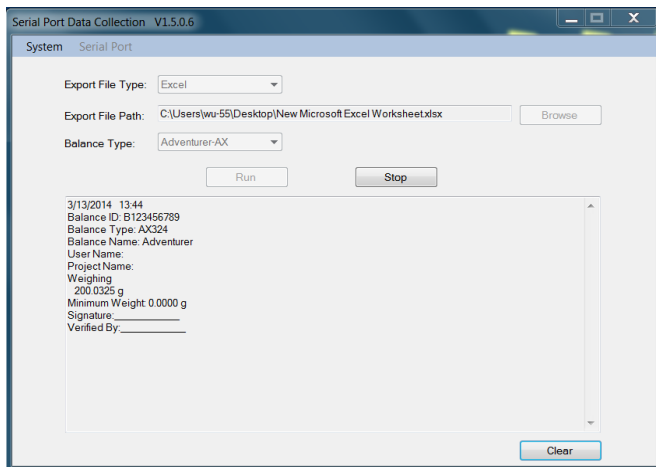 Serial Port Data Collection V1.5.0.6
System Serial Port
Export File Type: Excel
Export File Path: C:\Users\wu-55\Desktop\New Microsoft Excel Worksheet.xlsx Browse
Balance Type: Adventurer-AX
Run Stop
3/13/2014 13:44
Balance ID: B123456789
Balance Type: AX324
Balance Name: Adventurer
User Name:
Project Name:
Weighing
200.0325 g
Minimum Weight: 0.0000 g
Signature:____________
Verified By:____________
Clear